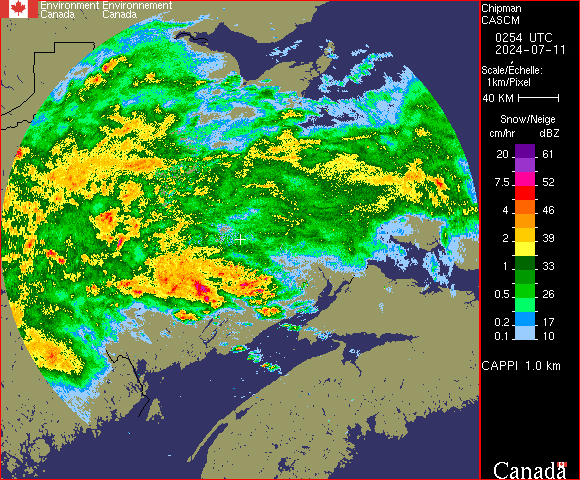 Environment Environnement
Canada Canada
Chipman
CASCM
0254 UTC
2024-07-11
Scale/Échelle:
1km/Pixel
40 KM
Snow/Neige
cm/hr dBZ
20 61
7.5 52
4 46
2 39
1 33
0.5 26
0.2 17
0.1 10
CAPPI 1.0 km
Canada